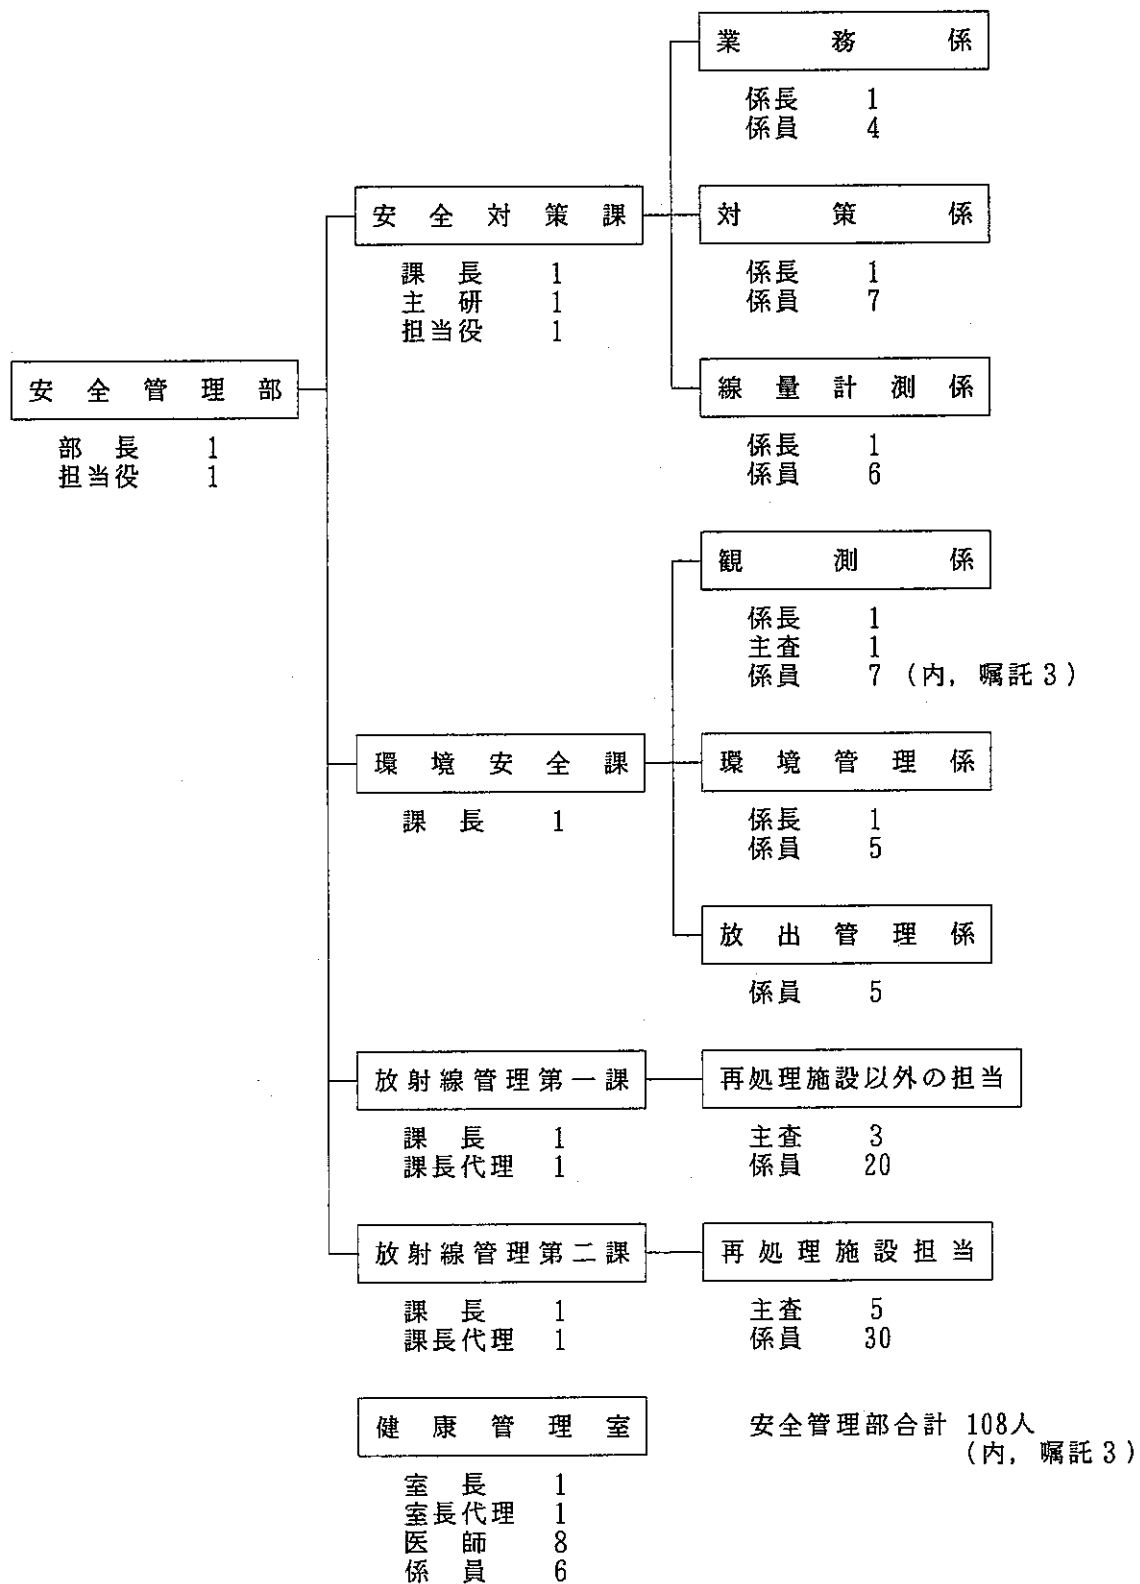 安全管理部
部長 1
担当役 1
安全対策課
課長 1
主研 1
担当役 1
業務係
係長 1
係員 4
対策係
係長 1
係員 7
線量計測係
係長 1
係員 6
環境安全課
課長 1
観測係
係長 1
主査 1
係員 7 (内, 嘱託3)
環境管理係
係長 1
係員 5
放出管理係
係員 5
放射線管理第一課
課長 1
課長代理 1
再処理施設以外の担当
主査 3
係員 20
放射線管理第二課
課長 1
課長代理 1
再処理施設担当
主査 5
係員 30
健康管理室
室長 1
室長代理 1
医師 8
係員 6
安全管理部合計 108人
(内, 嘱託3)